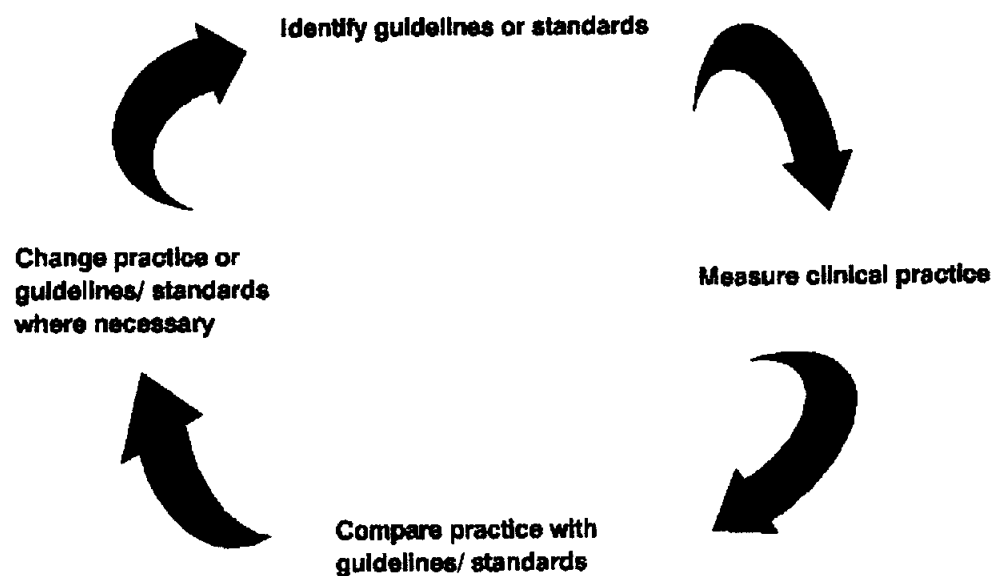 Identify guidelines or standards
Measure clinical practice
Compare practice with
guidelines/ standards
Change practice or
guidelines/ standards
where necessary